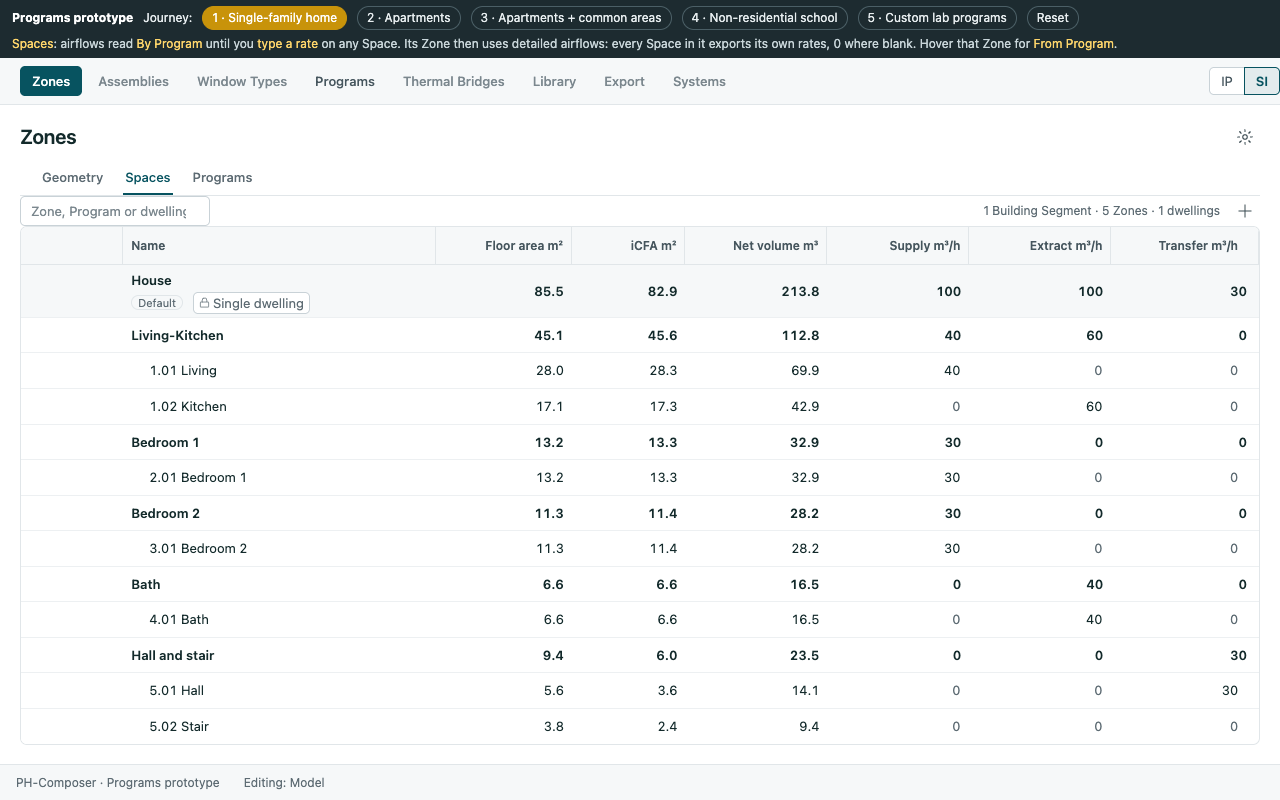 Programs prototype Journey: 1 · Single-family home 2 · Apartments 3 · Apartments + common areas 4 · Non-residential school 5 · Custom lab programs Reset
Spaces: airflows read By Program until you type a rate on any Space. Its Zone then uses detailed airflows: every Space in it exports its own rates, 0 where blank. Hover that Zone for From Program.
Zones Assemblies Window Types Programs Thermal Bridges Library Export Systems IP SI
Zones
Geometry Spaces Programs
Zone, Program or dwelling 1 Building Segment · 5 Zones · 1 dwellings
Name Floor area m² iCFA m² Net volume m³ Supply m³/h Extract m³/h Transfer m³/h
House
Default Single dwelling 85.5 82.9 213.8 100 100 30
Living-Kitchen 45.1 45.6 112.8 40 60 0
1.01 Living 28.0 28.3 69.9 40 0 0
1.02 Kitchen 17.1 17.3 42.9 0 60 0
Bedroom 1 13.2 13.3 32.9 30 0 0
2.01 Bedroom 1 13.2 13.3 32.9 30 0 0
Bedroom 2 11.3 11.4 28.2 30 0 0
3.01 Bedroom 2 11.3 11.4 28.2 30 0 0
Bath 6.6 6.6 16.5 0 40 0
4.01 Bath 6.6 6.6 16.5 0 40 0
Hall and stair 9.4 6.0 23.5 0 0 30
5.01 Hall 5.6 3.6 14.1 0 0 30
5.02 Stair 3.8 2.4 9.4 0 0 0
PH-Composer · Programs prototype Editing: Model